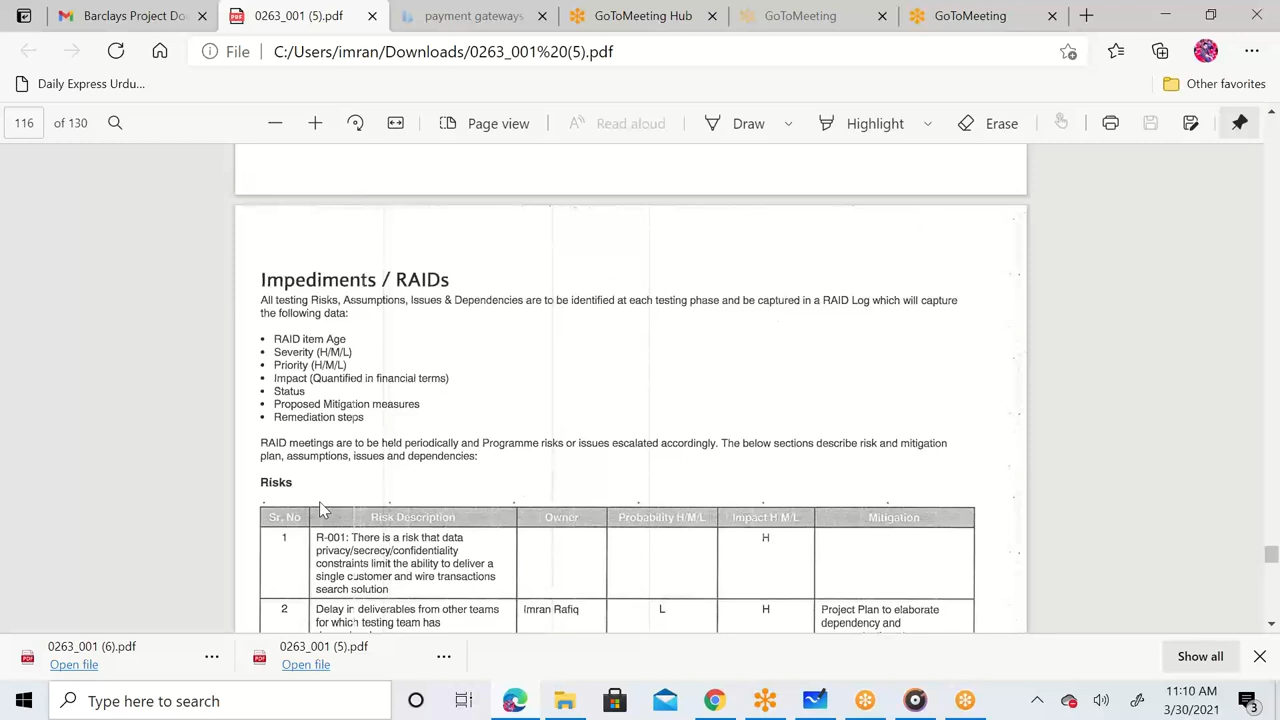 Barclays Project Do
0263_001 (5).pdf
payment gateways
GoToMeeting Hub
GoToMeeting
GoToMeeting
File
C:/Users/imran/Downloads/0263_001%20(5).pdf
Daily Express Urdu...
Other favorites
116 of 130
Page view
Read aloud
Draw
Highlight
Erase
Impediments / RAIDs
All testing Risks, Assumptions, Issues & Dependencies are to be identified at each testing phase and be captured in a RAID Log which will capture
the following data:
• RAID item Age
• Severity (H/M/L)
• Priority (H/M/L)
• Impact (Quantified in financial terms)
• Status
• Proposed Mitigation measures
• Remediation steps
RAID meetings are to be held periodically and Programme risks or issues escalated accordingly. The below sections describe risk and mitigation
plan, assumptions, issues and dependencies:
Risks
Sr. No Risk Description Owner Probability H/M/L Impact H/M/L Mitigation
1 R-001: There is a risk that data H
privacy/secrecy/confidentiality
constraints limit the ability to deliver a
single customer and wire transactions
search solution
2 Delay in deliverables from other teams Imran Rafiq L H Project Plan to elaborate
for which testing team has dependency and
0263_001 (6).pdf
Open file
0263_001 (5).pdf
Open file
Show all
Type here to search
11:10 AM
3/30/2021
3